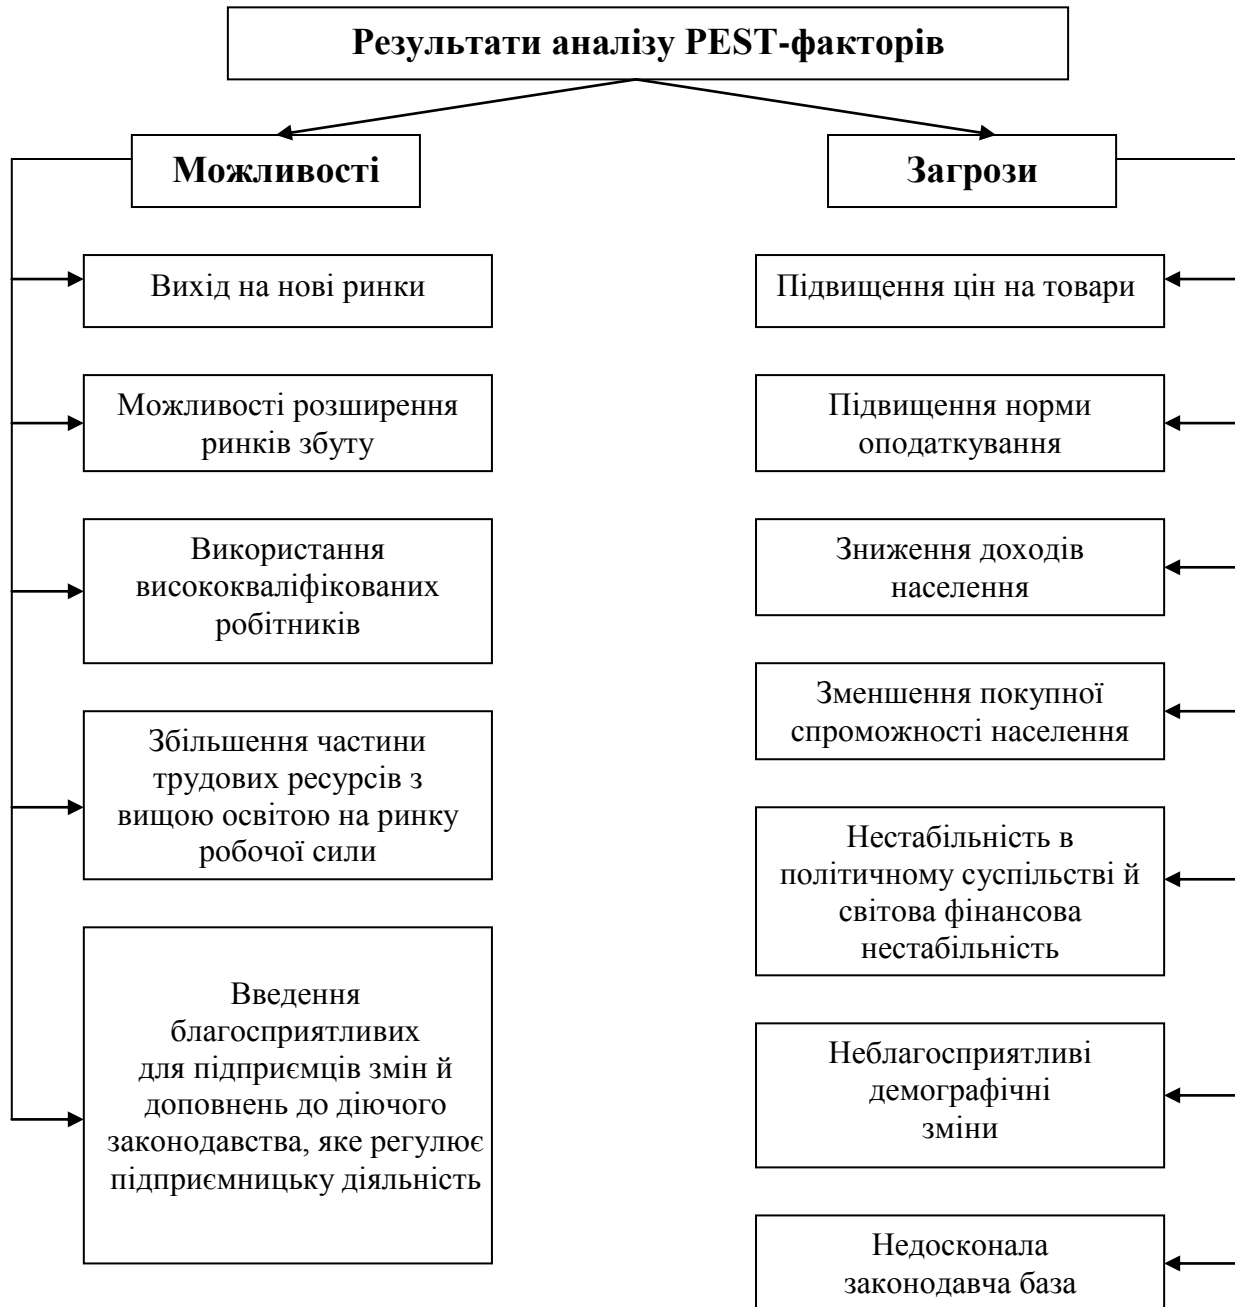 Результати аналізу PEST-факторів
Можливості
Загрози
Вихід на нові ринки
Можливості розширення
ринків збуту
Використання
висококваліфікованих
робітників
Збільшення частини
трудових ресурсів з
вищою освітою на ринку
робочої сили
Введення
благосприятливих
для підприємців змін й
доповнень до діючого
законодавства, яке регулює
підприємницьку діяльність
Підвищення цін на товари
Підвищення норми
оподаткування
Зниження доходів
населення
Зменшення покупної
спроможності населення
Нестабільність в
політичному суспільстві й
світова фінансова
нестабільність
Неблагосприятливі
демографічні
зміни
Недосконала
законодавча база